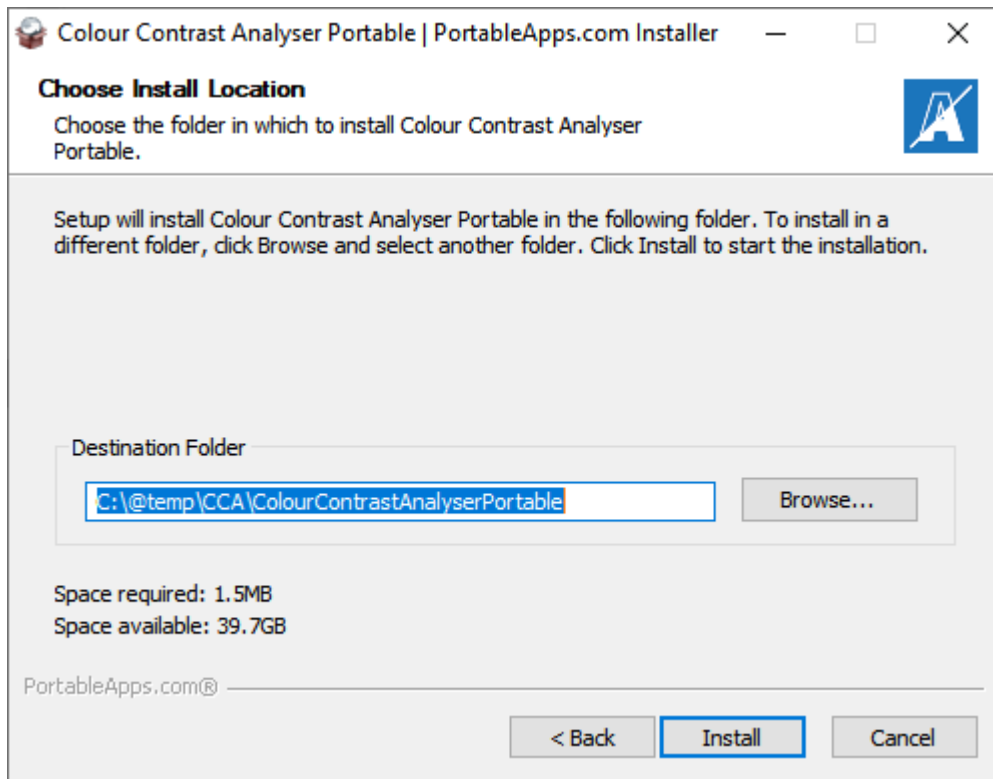 Colour Contrast Analyser Portable | PortableApps.com Installer
Choose Install Location
Choose the folder in which to install Colour Contrast Analyser
Portable.
Setup will install Colour Contrast Analyser Portable in the following folder. To install in a
different folder, click Browse and select another folder. Click Install to start the installation.
Destination Folder
C:\@temp\CCA\ColourContrastAnalyserPortable
Browse...
Space required: 1.5MB
Space available: 39.7GB
PortableApps.com®
< Back
Install
Cancel